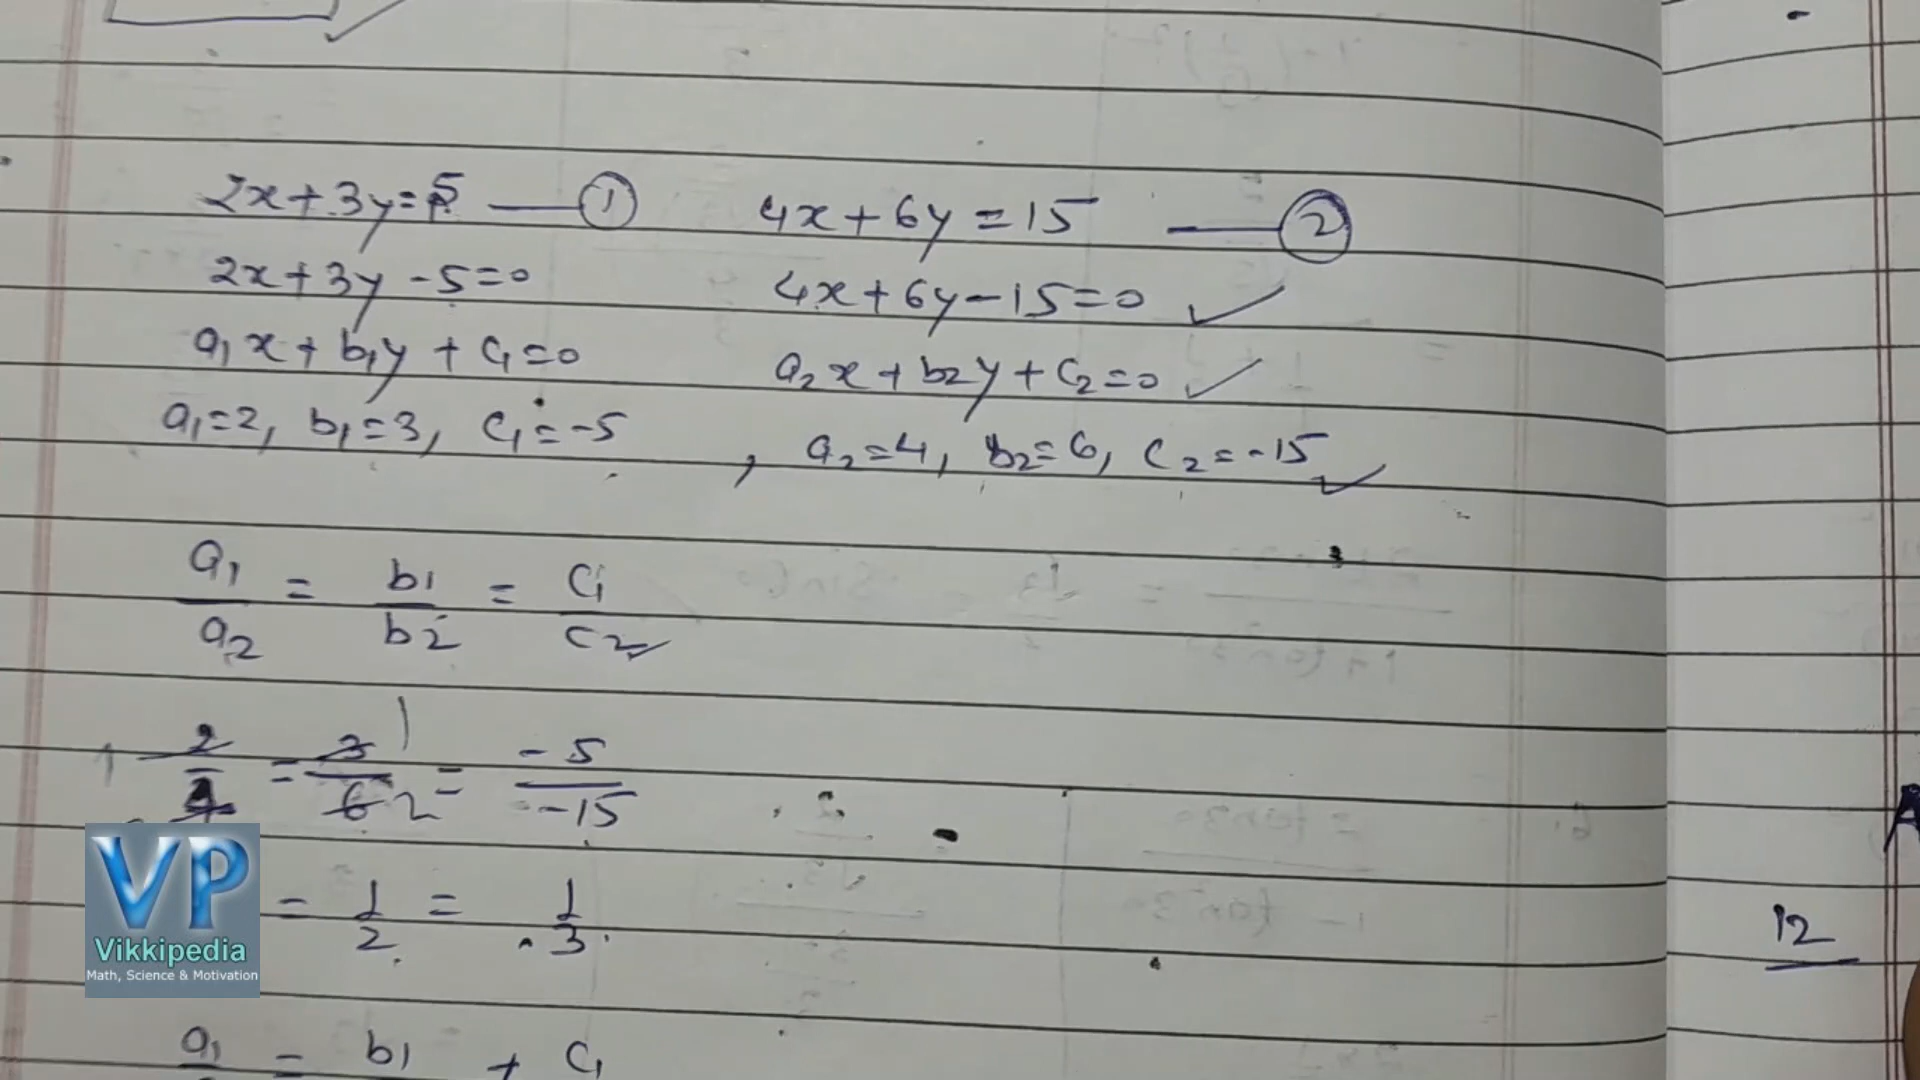 2x+3y=5 —— ① 4x+6y=15 —— ②
2x+3y-5=0 4x+6y-15=0 ✓
a₁x+b₁y+c₁=0 a₂x+b₂y+c₂=0 ✓
a₁=2, b₁=3, c₁=-5 , a₂=4, b₂=6, c₂=-15 ✓
a₁/a₂ = b₁/b₂ = c₁/c₂
2/4 = 3/6 = -5/-15
= 1/2 = 1/3
a₁ = b₁ ≠ c₁
12
VP
Vikkipedia
Math, Science & Motivation